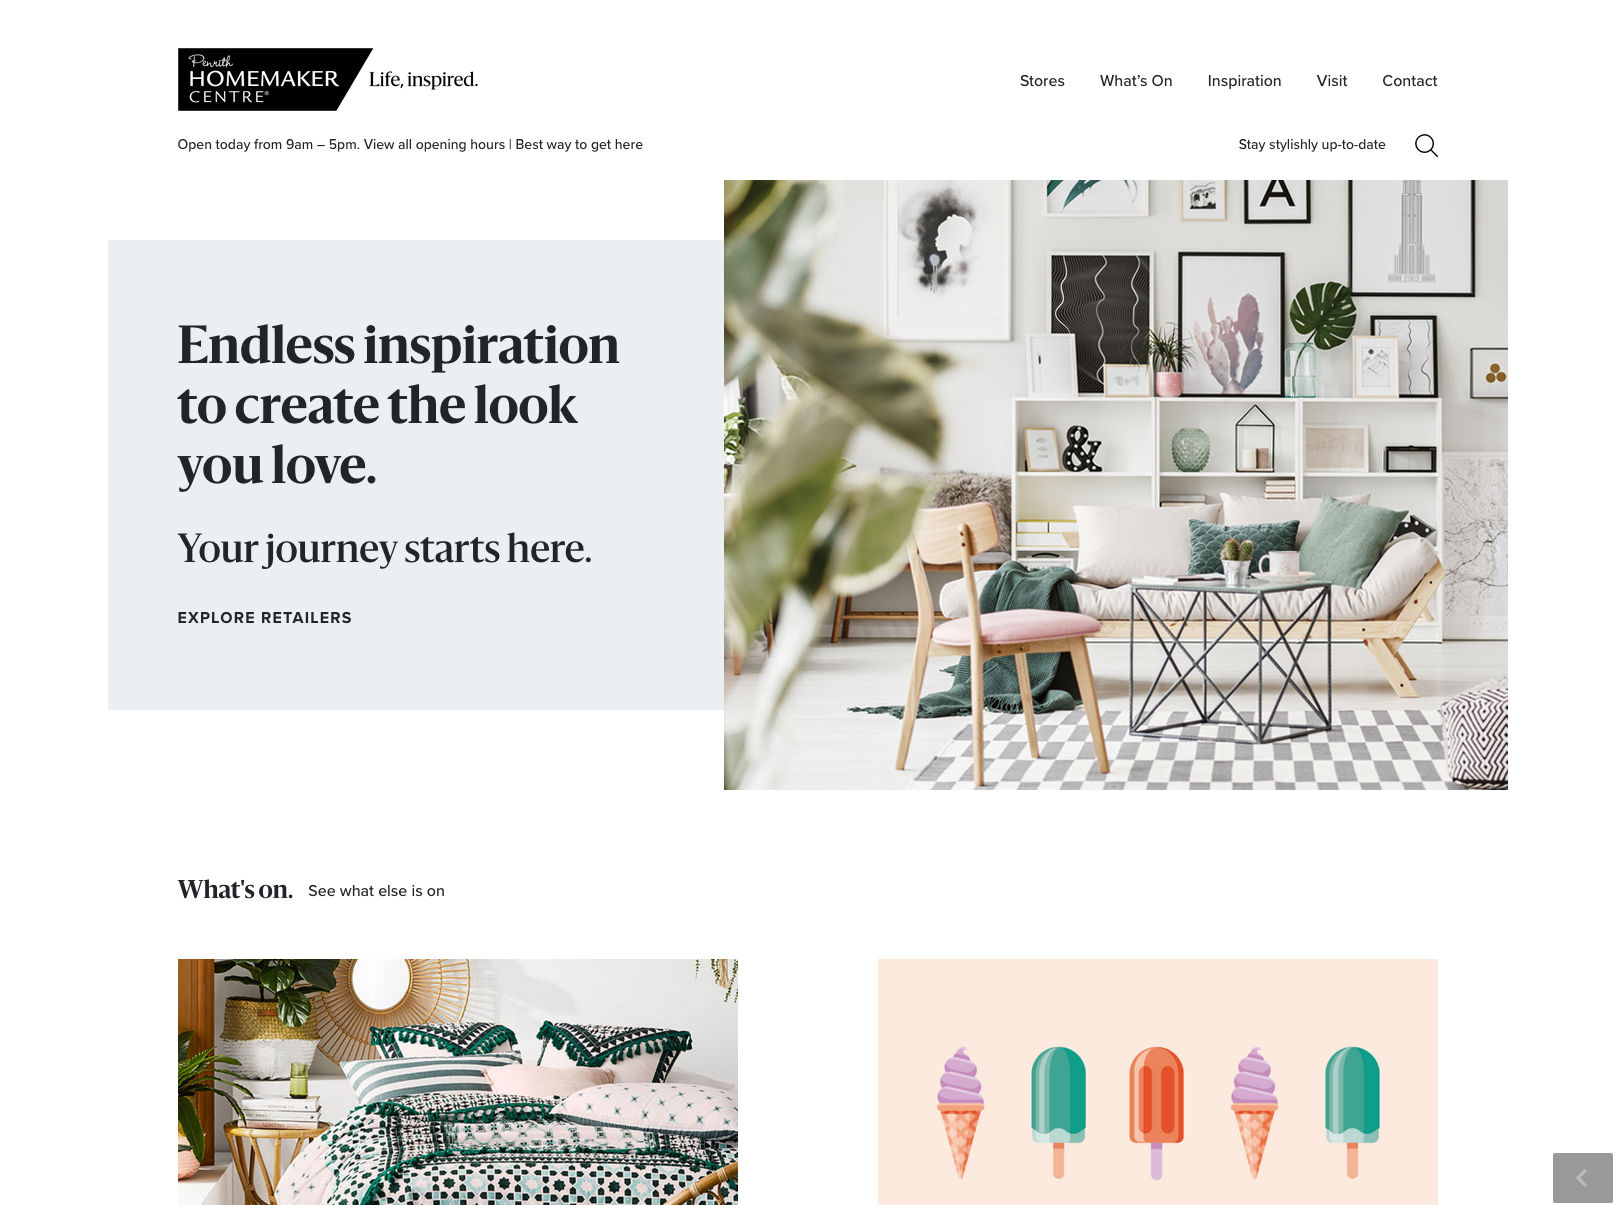 Penrith
HOMEMAKER
CENTRE®
Life, inspired.
Stores
What's On
Inspiration
Visit
Contact
Open today from 9am – 5pm. View all opening hours | Best way to get here
Stay stylishly up-to-date
A
&
Endless inspiration
to create the look
you love.
Your journey starts here.
EXPLORE RETAILERS
What's on.
See what else is on